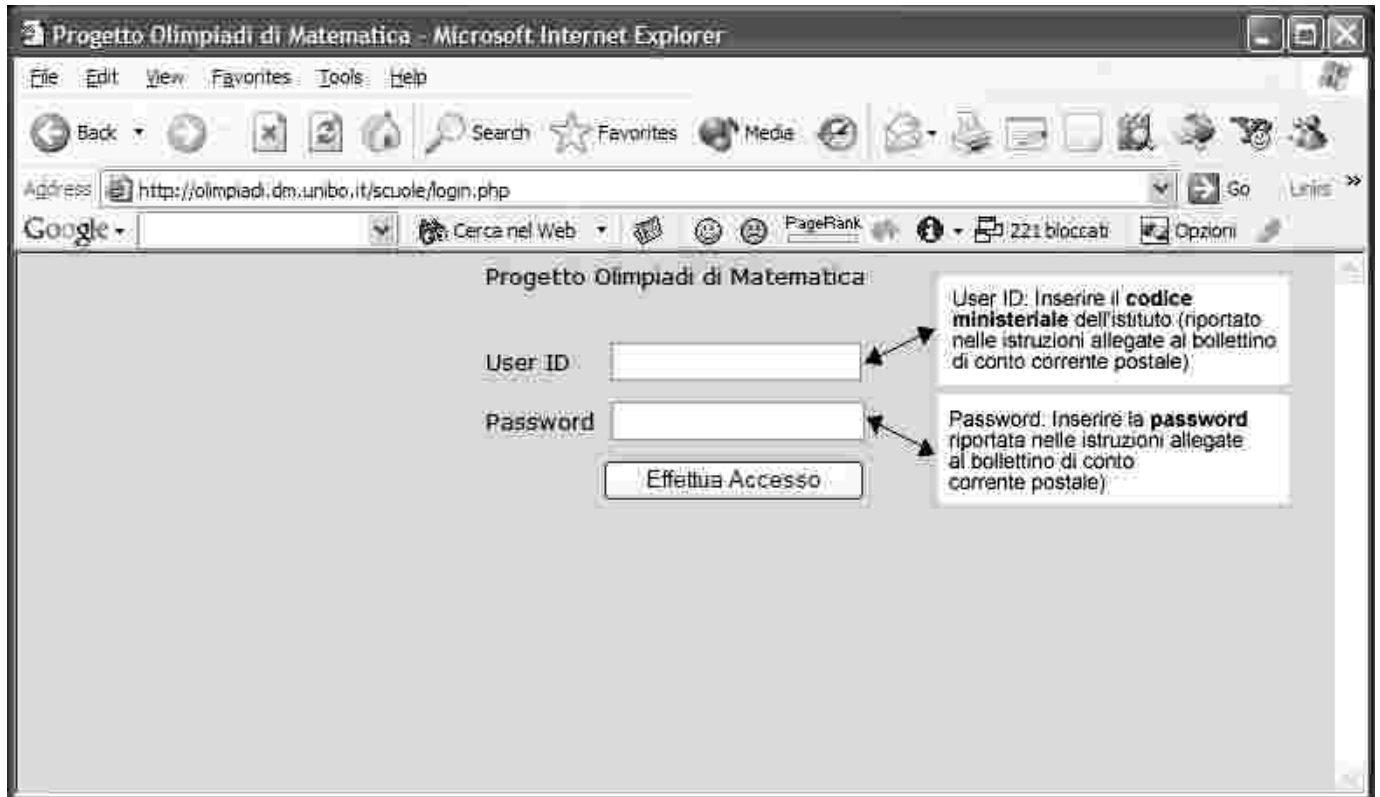 Progetto Olimpiadi di Matematica - Microsoft Internet Explorer
File Edit View Favorites Tools Help
Back Search Favorites Media
Address http://olimpiadi.dm.unibo.it/scuole/login.php Go Links »
Google Cerca nel Web PageRank 221 bloccati Opzioni
Progetto Olimpiadi di Matematica
User ID
User ID: Inserire il codice
ministeriale dell'istituto (riportato
nelle istruzioni allegate al bollettino
di conto corrente postale)
Password
Password: Inserire la password
riportata nelle istruzioni allegate
al bollettino di conto
corrente postale)
Effettua Accesso